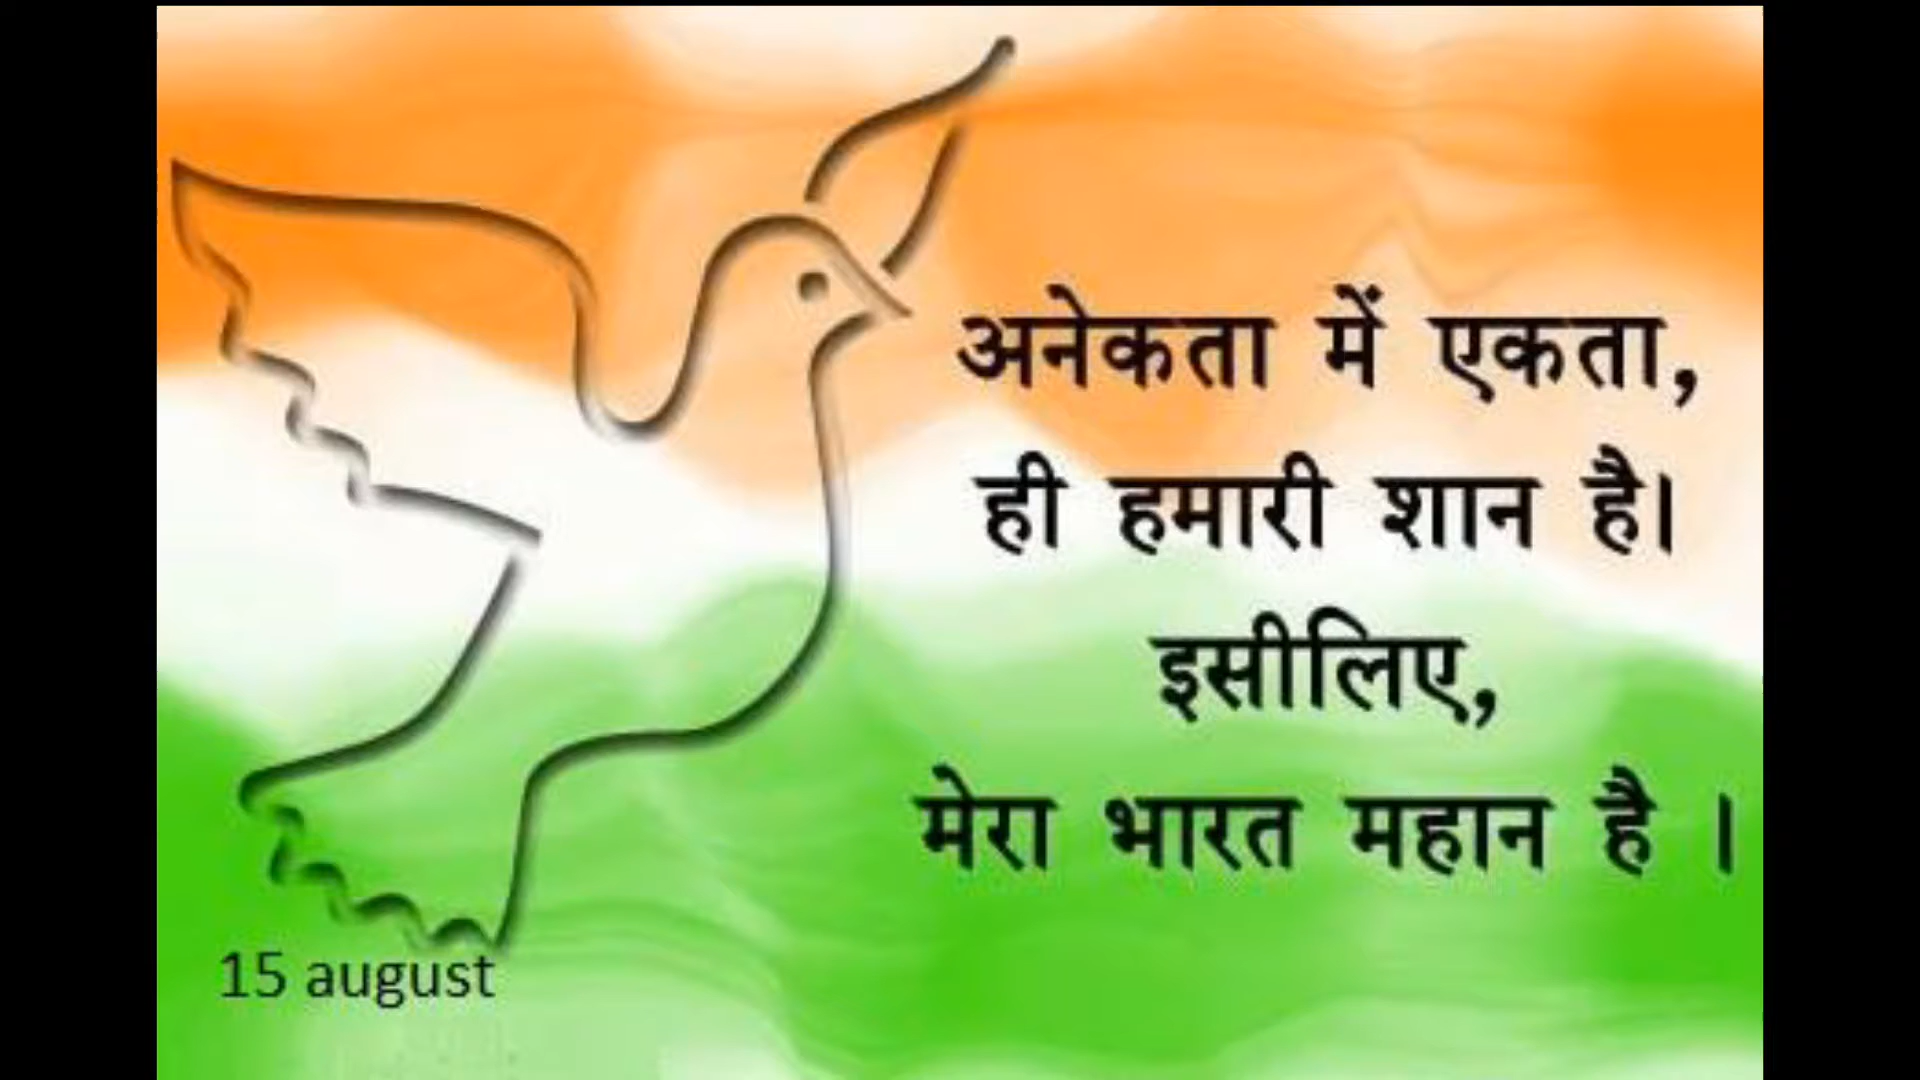 अनेकता में एकता,
ही हमारी शान है।
इसीलिए,
मेरा भारत महान है ।
15 august